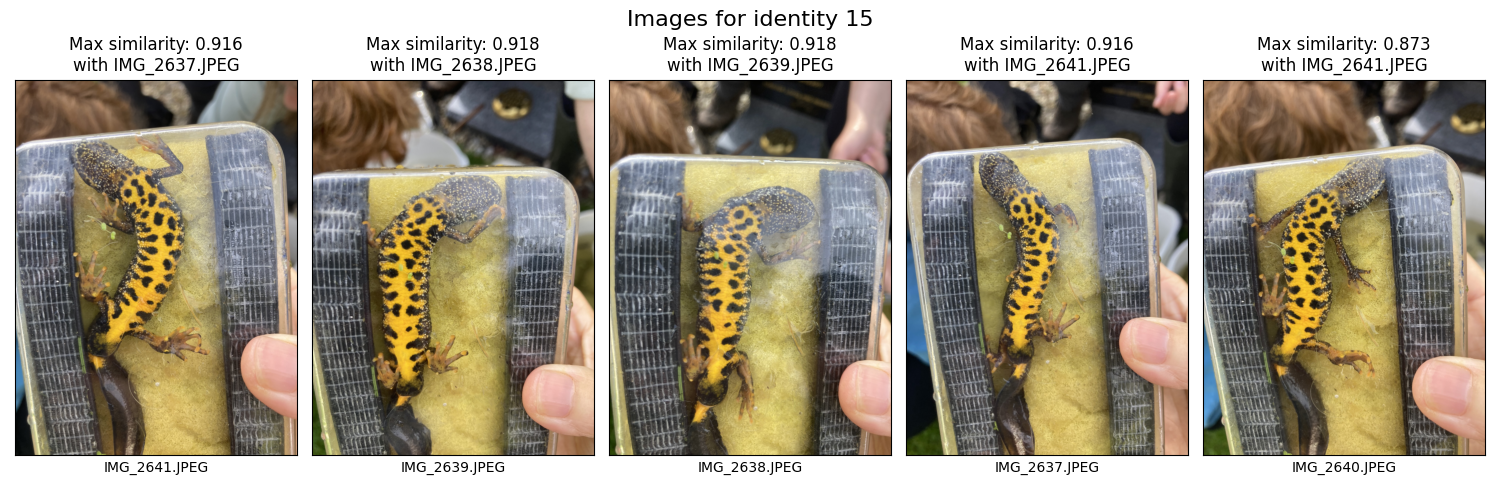 Images for identity 15
Max similarity: 0.916
with IMG_2637.JPEG
Max similarity: 0.918
with IMG_2638.JPEG
Max similarity: 0.918
with IMG_2639.JPEG
Max similarity: 0.916
with IMG_2641.JPEG
Max similarity: 0.873
with IMG_2641.JPEG
IMG_2641.JPEG
IMG_2639.JPEG
IMG_2638.JPEG
IMG_2637.JPEG
IMG_2640.JPEG